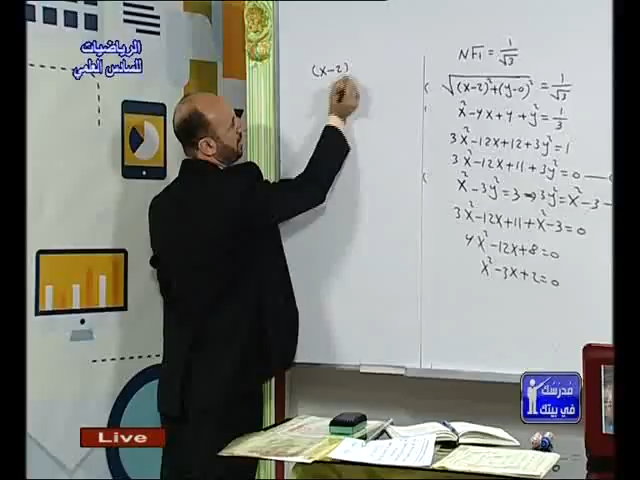 الرياضيات
للسادس العلمي
(x-2)
NF1 = 1/√3
√((x-2)²+(y-0)²) = 1/√3
x²-4x+4+y² = 1/3
3x²-12x+12+3y²=1
3x²-12x+11+3y²=0
x²-3y²=3 ⇒ 3y²=x²-3
3x²-12x+11+x²-3=0
4x²-12x+8=0
x²-3x+2=0
مدرستك
في بيتك
Live